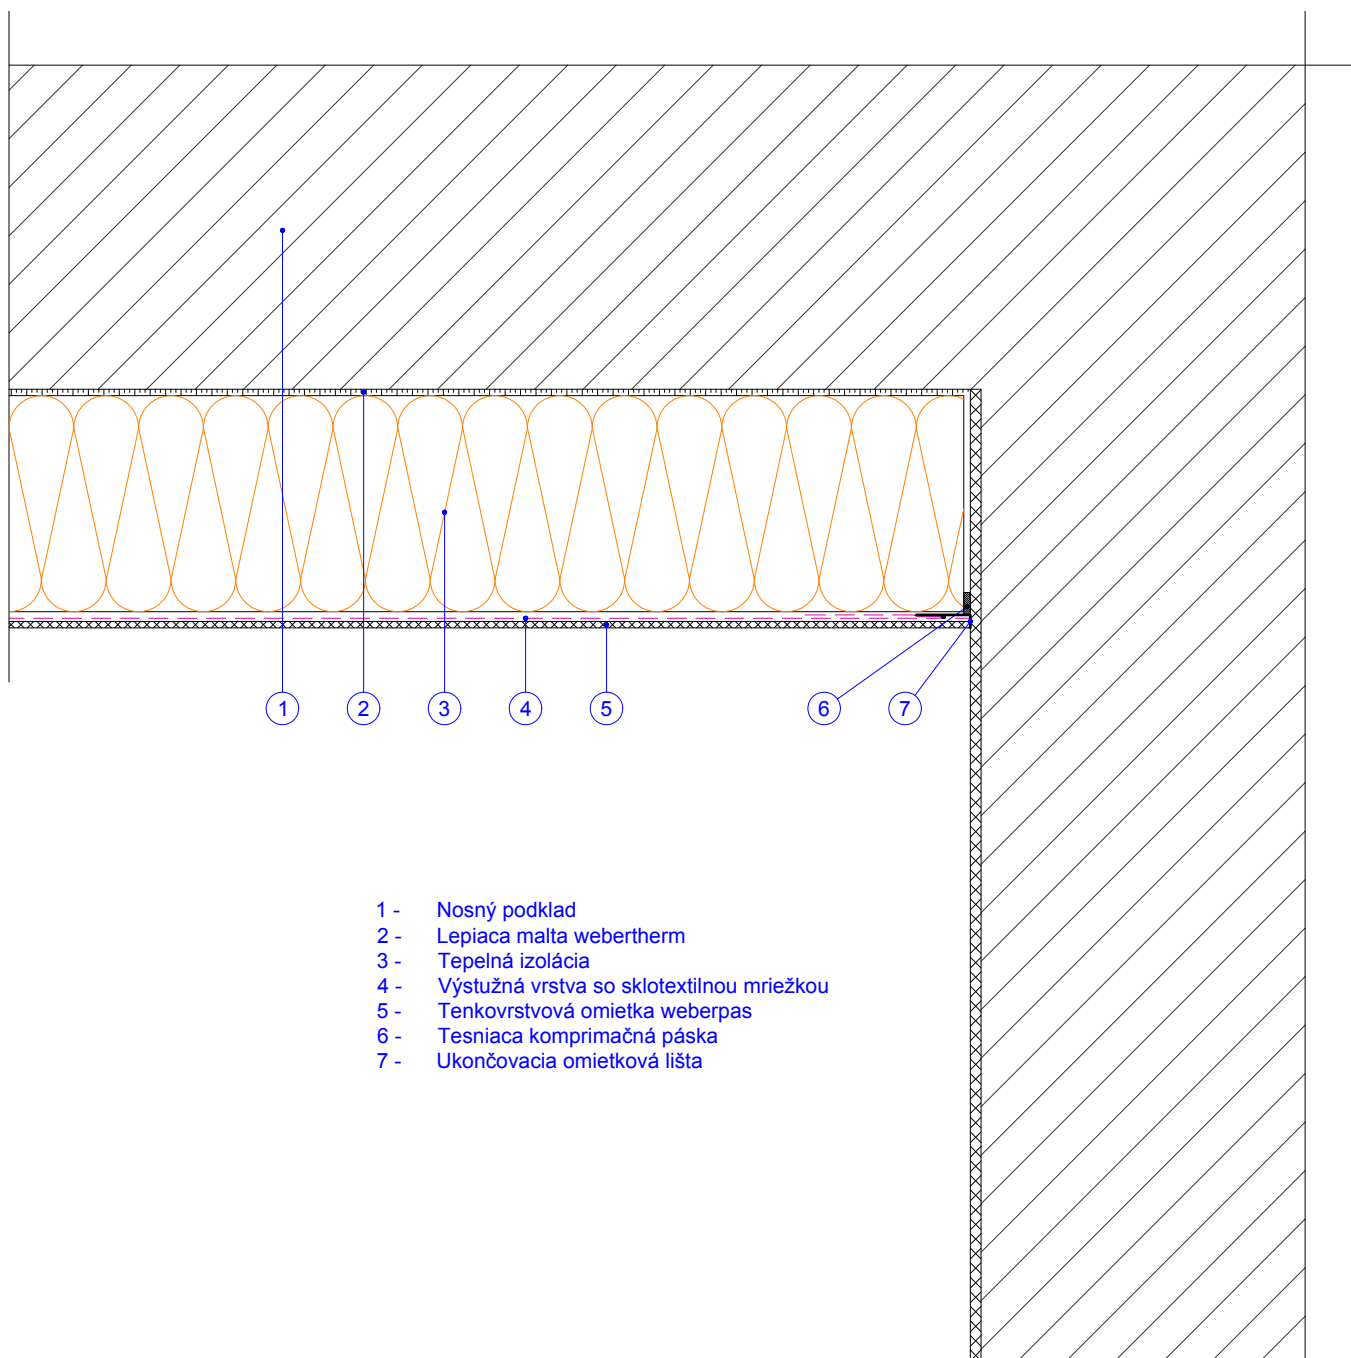 1 2 3 4 5 6 7
1 - Nosný podklad
2 - Lepiaca malta webertherm
3 - Tepelná izolácia
4 - Výstužná vrstva so sklotextilnou mriežkou
5 - Tenkovrstvová omietka weberpas
6 - Tesniaca komprimačná páska
7 - Ukončovacia omietková lišta